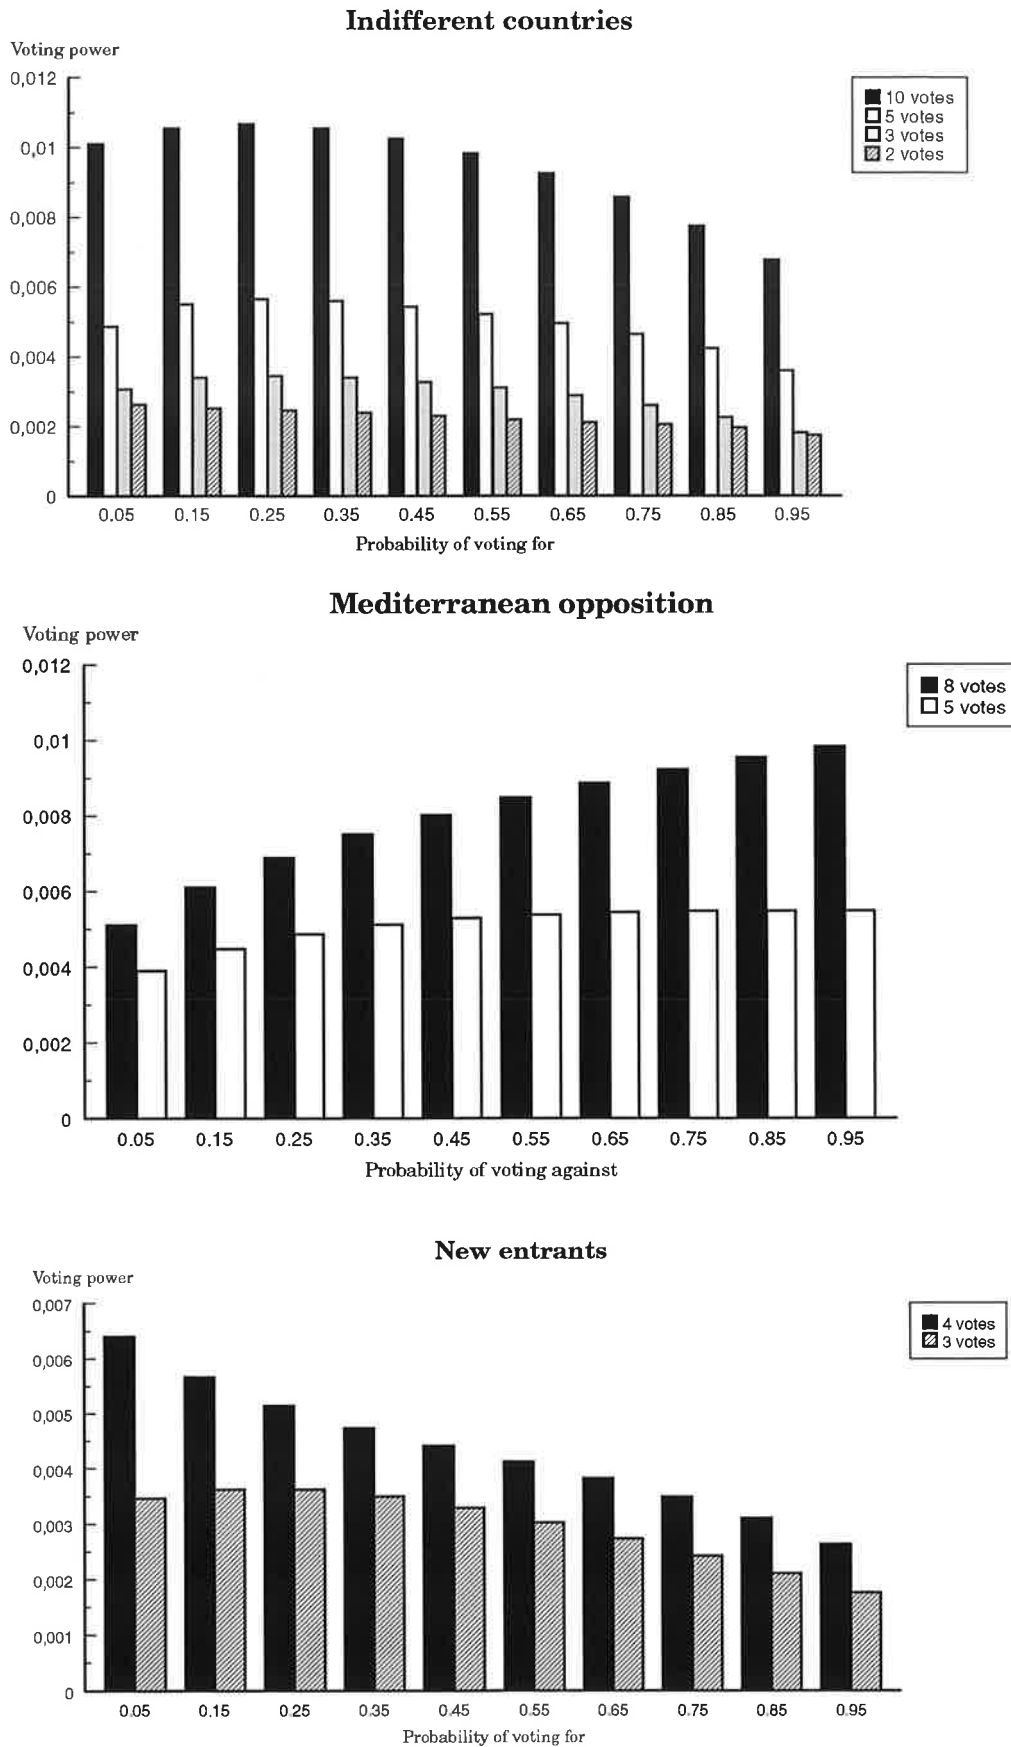 Indifferent countries
Voting power
0,012
0,01
0,008
0,006
0,004
0,002
0
10 votes
5 votes
3 votes
2 votes
0.05 0.15 0.25 0.35 0.45 0.55 0.65 0.75 0.85 0.95
Probability of voting for
Mediterranean opposition
Voting power
0,012
0,01
0,008
0,006
0,004
0,002
0
8 votes
5 votes
0.05 0.15 0.25 0.35 0.45 0.55 0.65 0.75 0.85 0.95
Probability of voting against
New entrants
Voting power
0,007
0,006
0,005
0,004
0,003
0,002
0,001
0
4 votes
3 votes
0.05 0.15 0.25 0.35 0.45 0.55 0.65 0.75 0.85 0.95
Probability of voting for